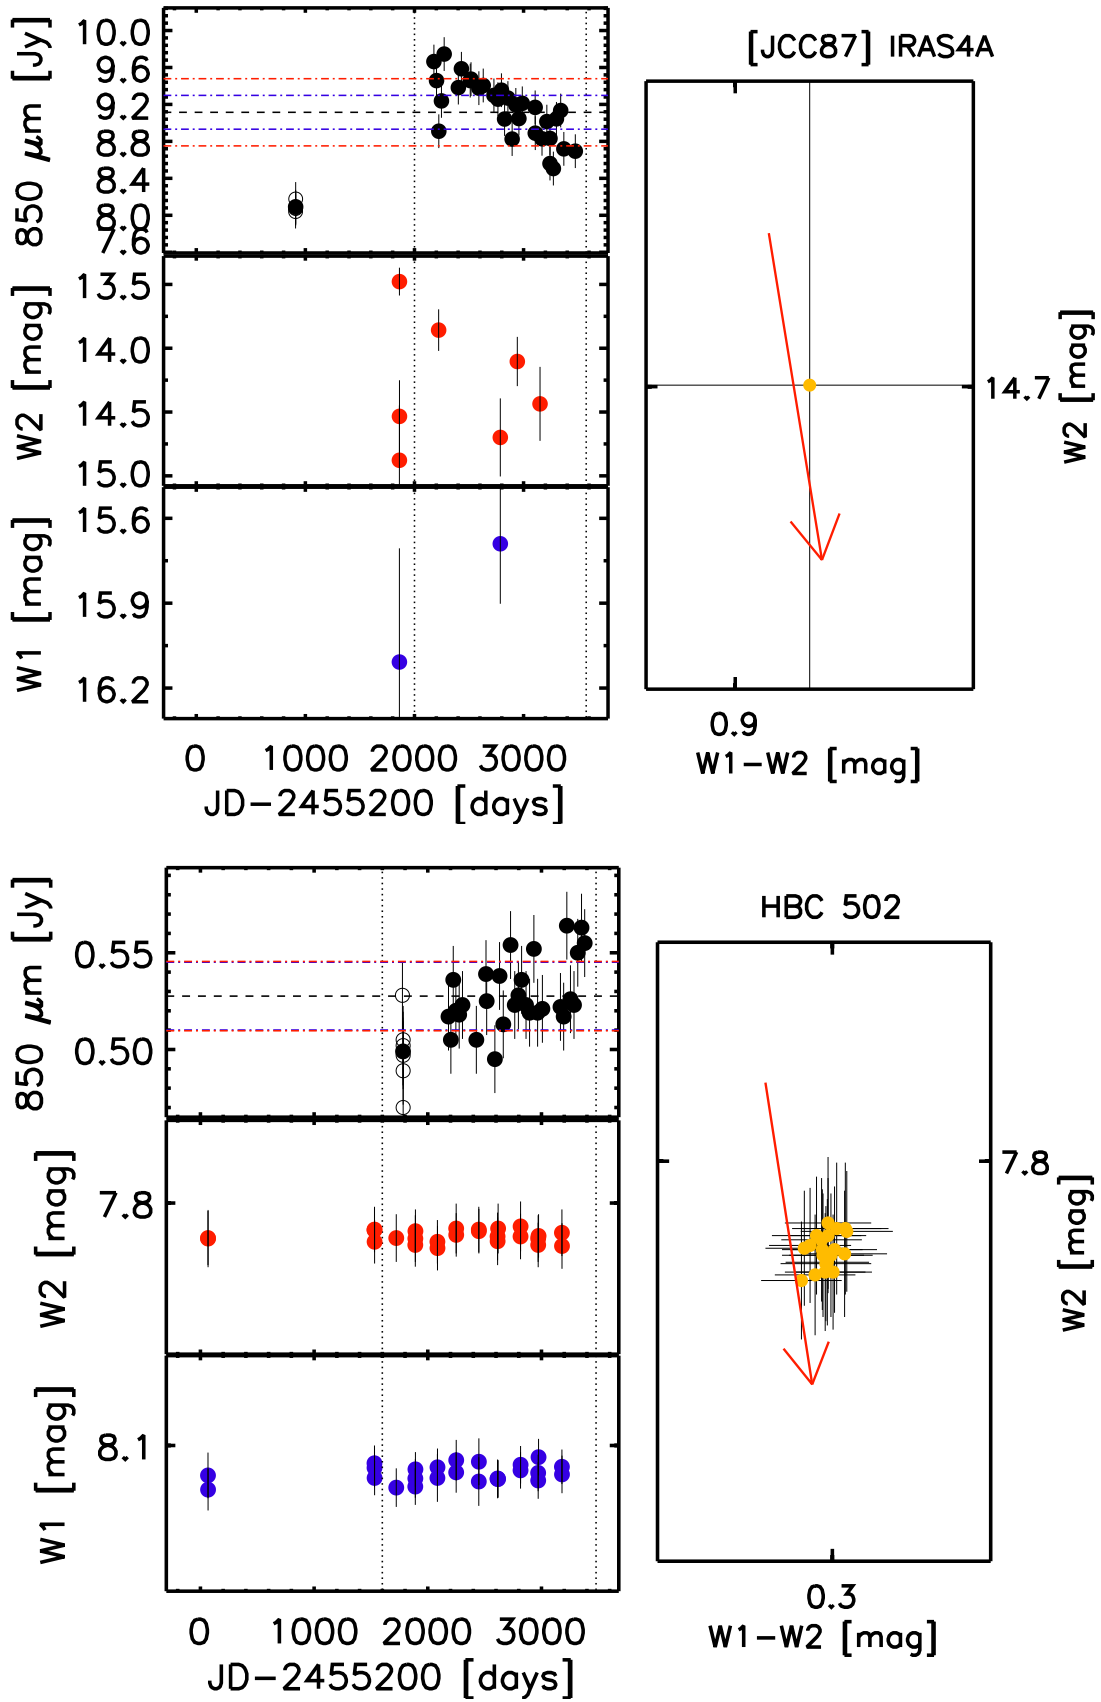 [JCC87] IRAS4A
850 μm [Jy]
10.0
9.6
9.2
8.8
8.4
8.0
7.6
W2 [mag]
13.5
14.0
14.5
15.0
W1 [mag]
15.6
15.9
16.2
0 1000 2000 3000
JD-2455200 [days]
14.7
W2 [mag]
0.9
W1-W2 [mag]
HBC 502
850 μm [Jy]
0.55
0.50
W2 [mag]
7.8
W1 [mag]
8.1
0 1000 2000 3000
JD-2455200 [days]
7.8
W2 [mag]
0.3
W1-W2 [mag]